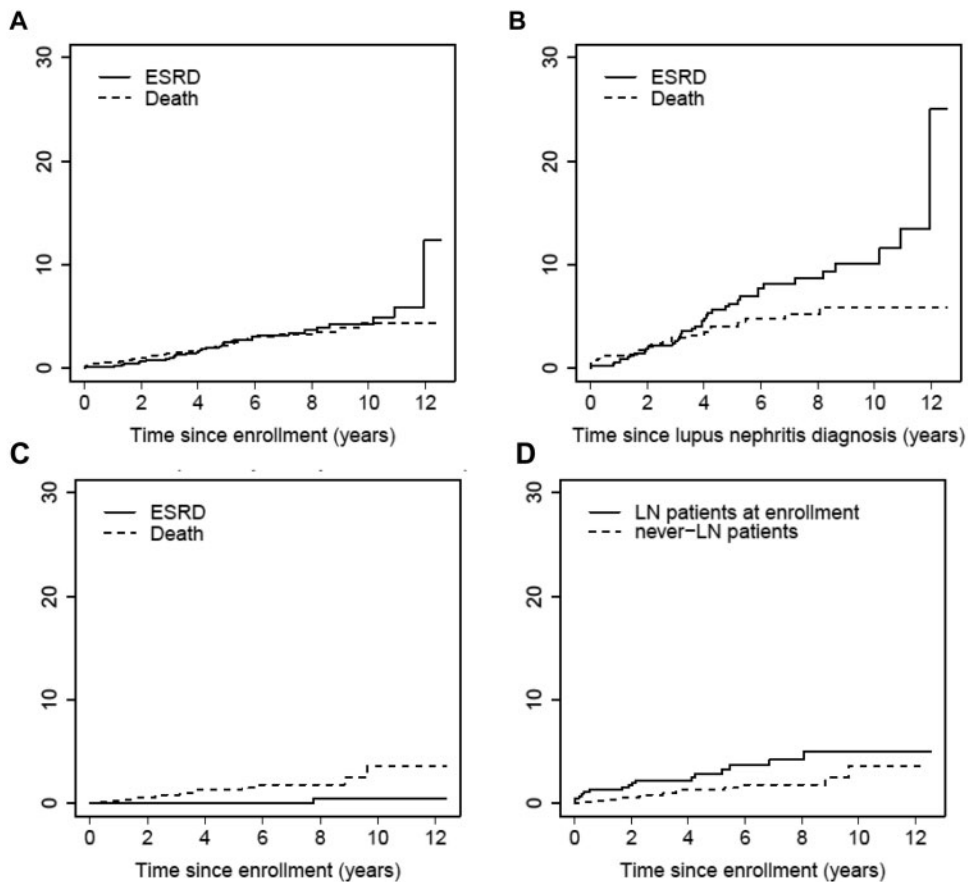 A
30
20
10
0
ESRD
Death
0 2 4 6 8 10 12
Time since enrollment (years)
B
30
20
10
0
ESRD
Death
0 2 4 6 8 10 12
Time since lupus nephritis diagnosis (years)
C
30
20
10
0
ESRD
Death
0 2 4 6 8 10 12
Time since enrollment (years)
D
30
20
10
0
LN patients at enrollment
never−LN patients
0 2 4 6 8 10 12
Time since enrollment (years)